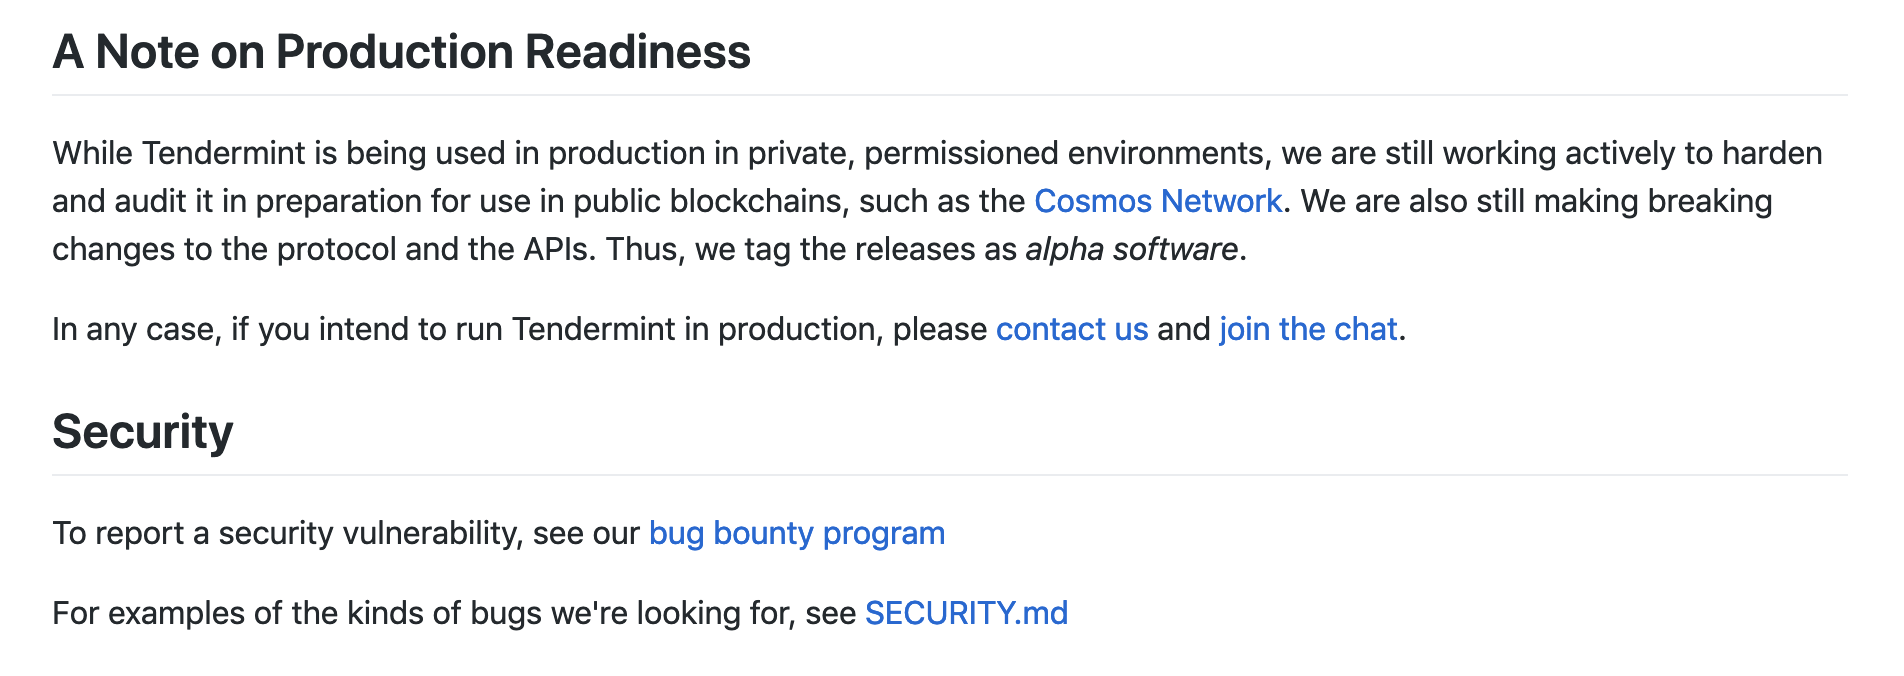 A Note on Production Readiness
While Tendermint is being used in production in private, permissioned environments, we are still working actively to harden
and audit it in preparation for use in public blockchains, such as the Cosmos Network. We are also still making breaking
changes to the protocol and the APIs. Thus, we tag the releases as alpha software.
In any case, if you intend to run Tendermint in production, please contact us and join the chat.
Security
To report a security vulnerability, see our bug bounty program
For examples of the kinds of bugs we're looking for, see SECURITY.md